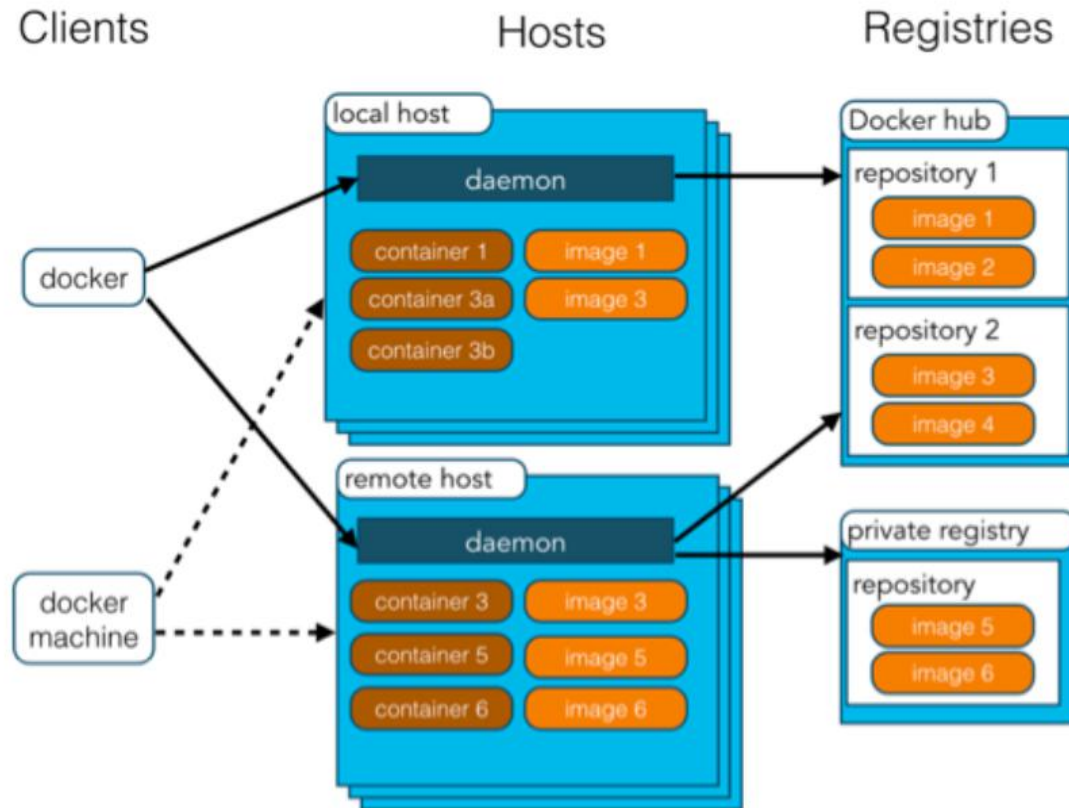 Clients
Hosts
Registries
docker
docker
machine
local host
daemon
container 1
image 1
container 3a
image 3
container 3b
remote host
daemon
container 3
image 3
container 5
image 5
container 6
image 6
Docker hub
repository 1
image 1
image 2
repository 2
image 3
image 4
private registry
repository
image 5
image 6